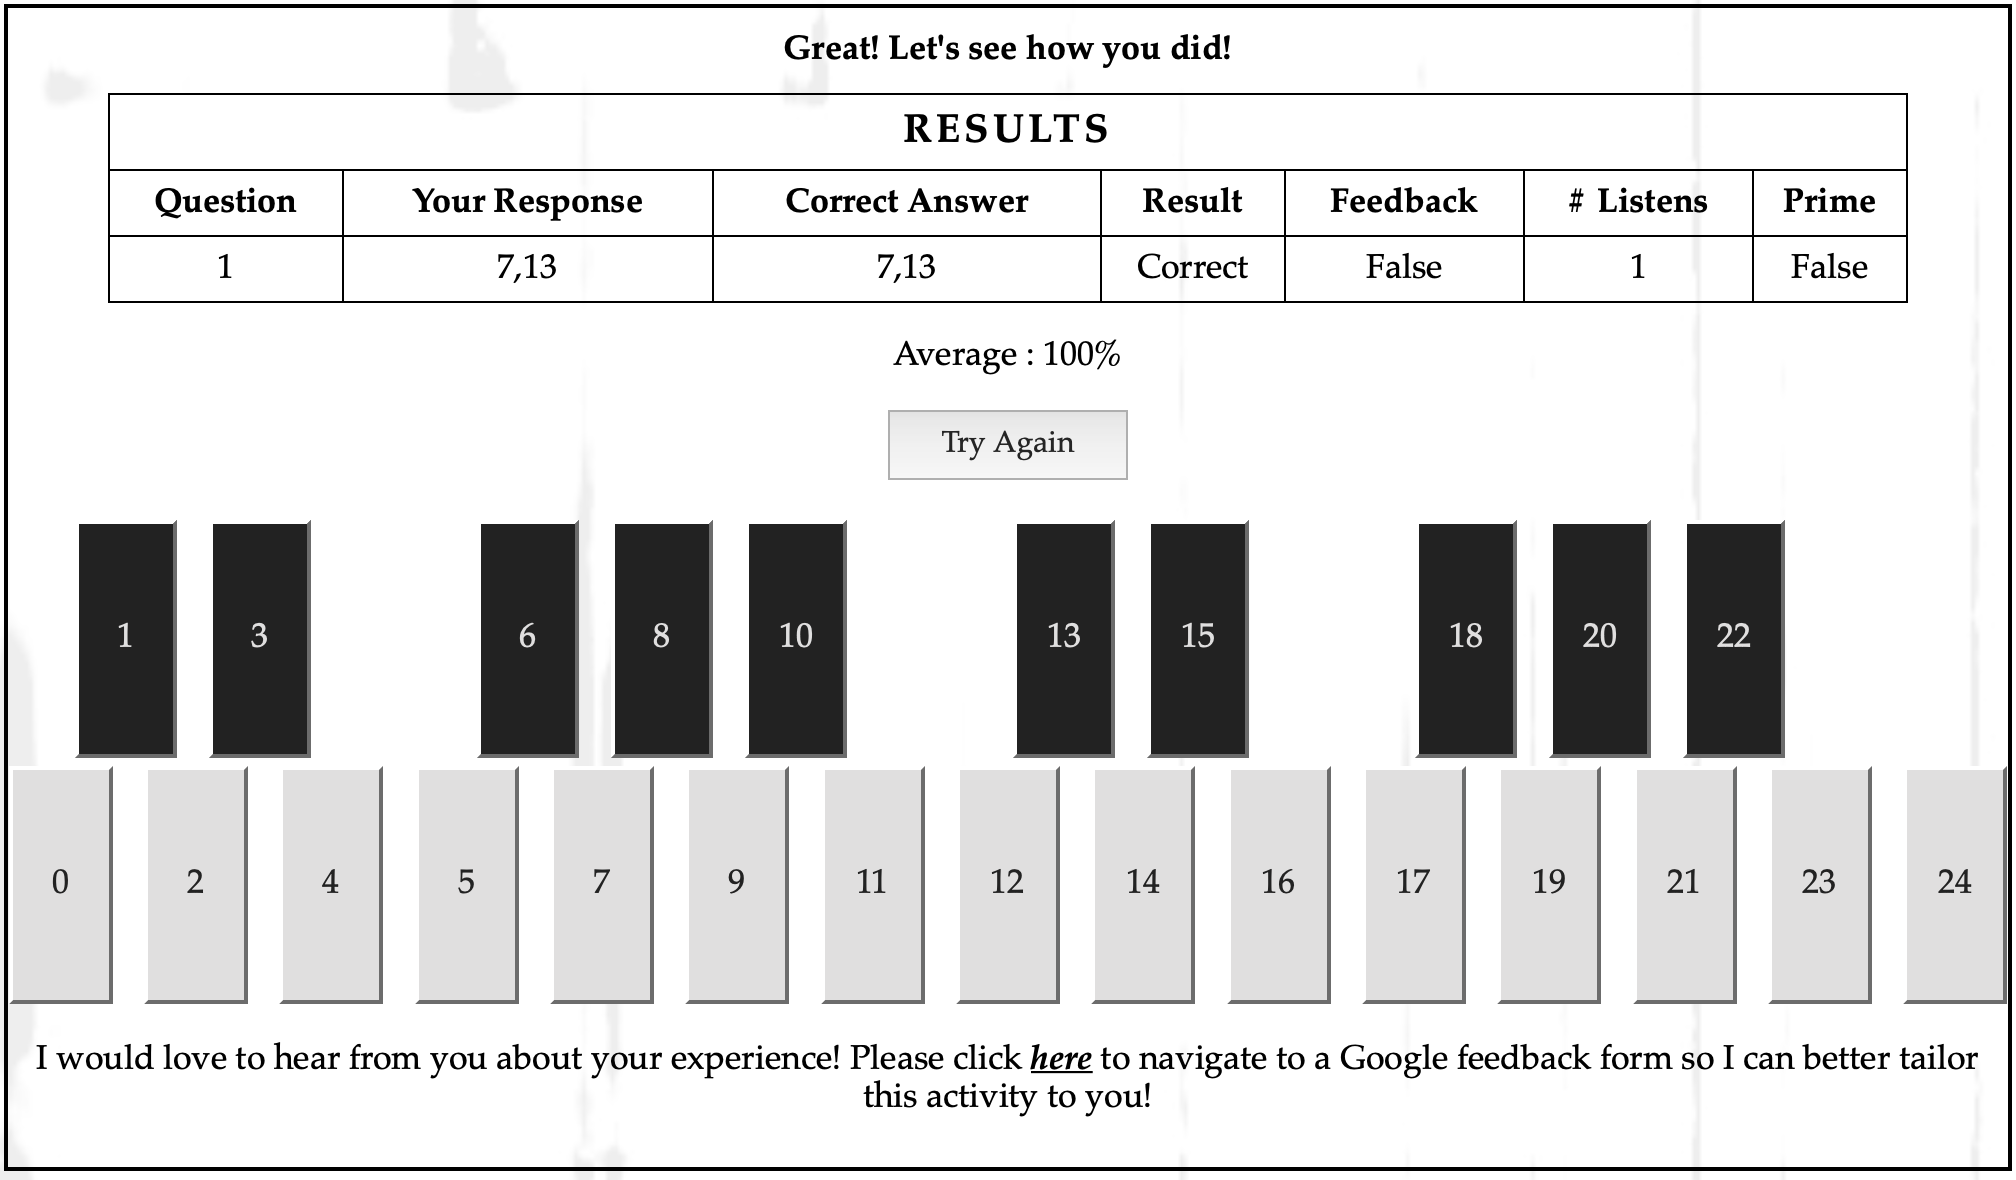 Great! Let's see how you did!
RESULTS
Question Your Response Correct Answer Result Feedback # Listens Prime
1 7,13 7,13 Correct False 1 False
Average : 100%
Try Again
1 3 6 8 10 13 15 18 20 22
0 2 4 5 7 9 11 12 14 16 17 19 21 23 24
I would love to hear from you about your experience! Please click here to navigate to a Google feedback form so I can better tailor
this activity to you!